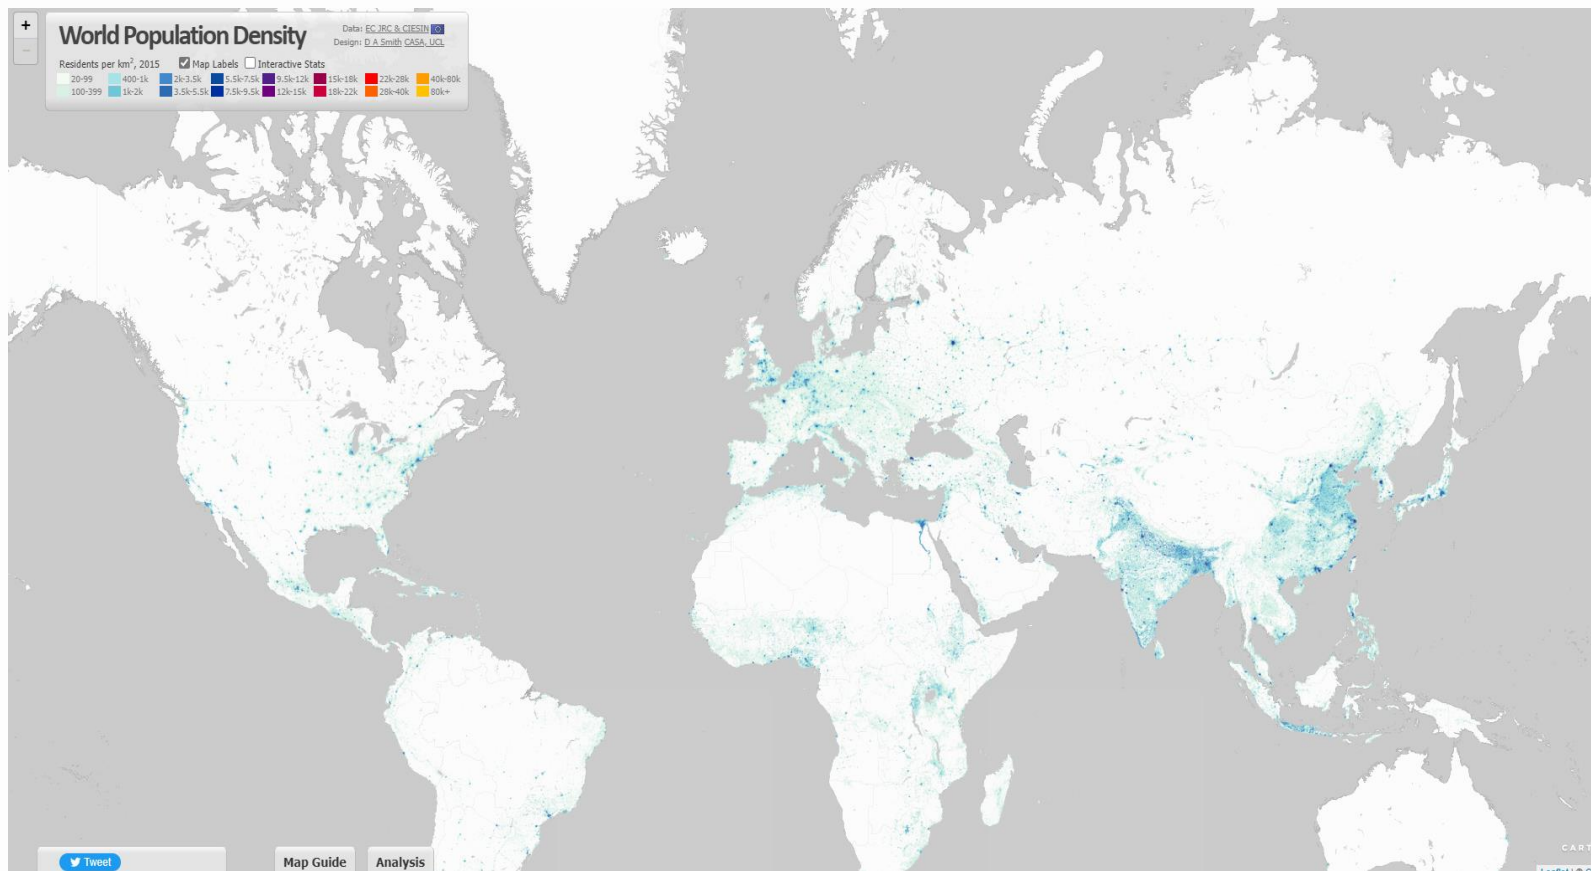 +
−
World Population Density
Data: EC JRC & CIESIN
Design: D A Smith CASA, UCL
Residents per km², 2015 Map Labels Interactive Stats
20-99 400-1k 2k-3.5k 5.5k-7.5k 9.5k-12k 15k-18k 22k-28k 40k-80k
100-399 1k-2k 3.5k-5.5k 7.5k-9.5k 12k-15k 18k-22k 28k-40k 80k+
CART
Tweet Map Guide Analysis
Leaflet | ©